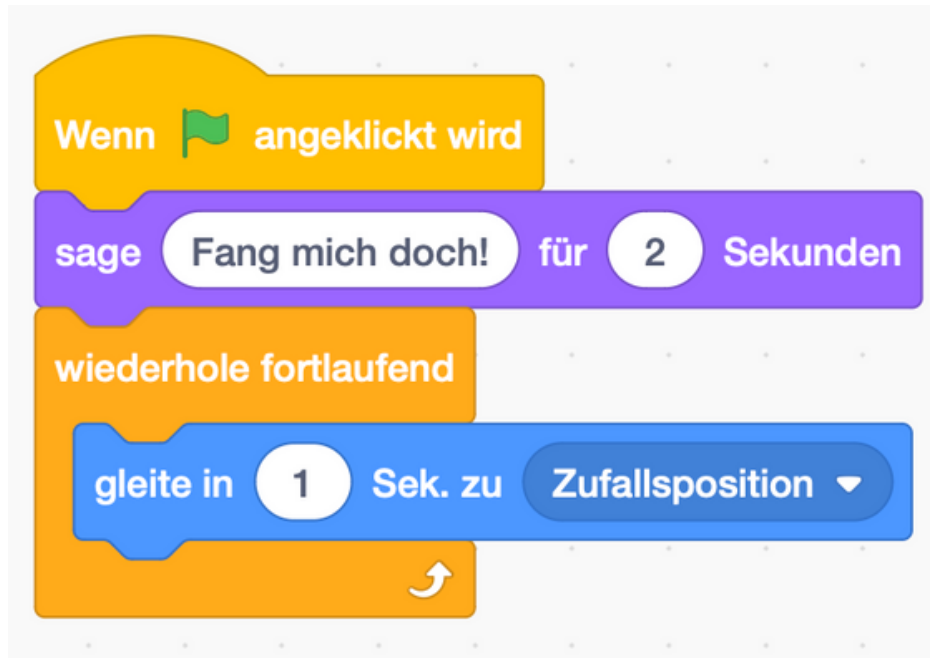 Wenn angeklickt wird
sage Fang mich doch! für 2 Sekunden
wiederhole fortlaufend
gleite in 1 Sek. zu Zufallsposition